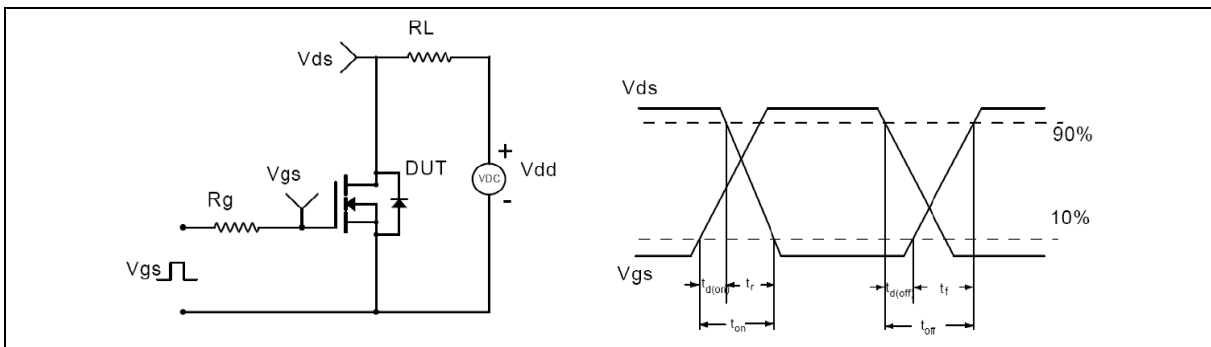 RL
Vds
Vgs
DUT
Rg
VDC
+
Vdd
-
Vgs
Vds
90%
10%
Vgs
td(on)
tr
td(off)
tf
ton
toff